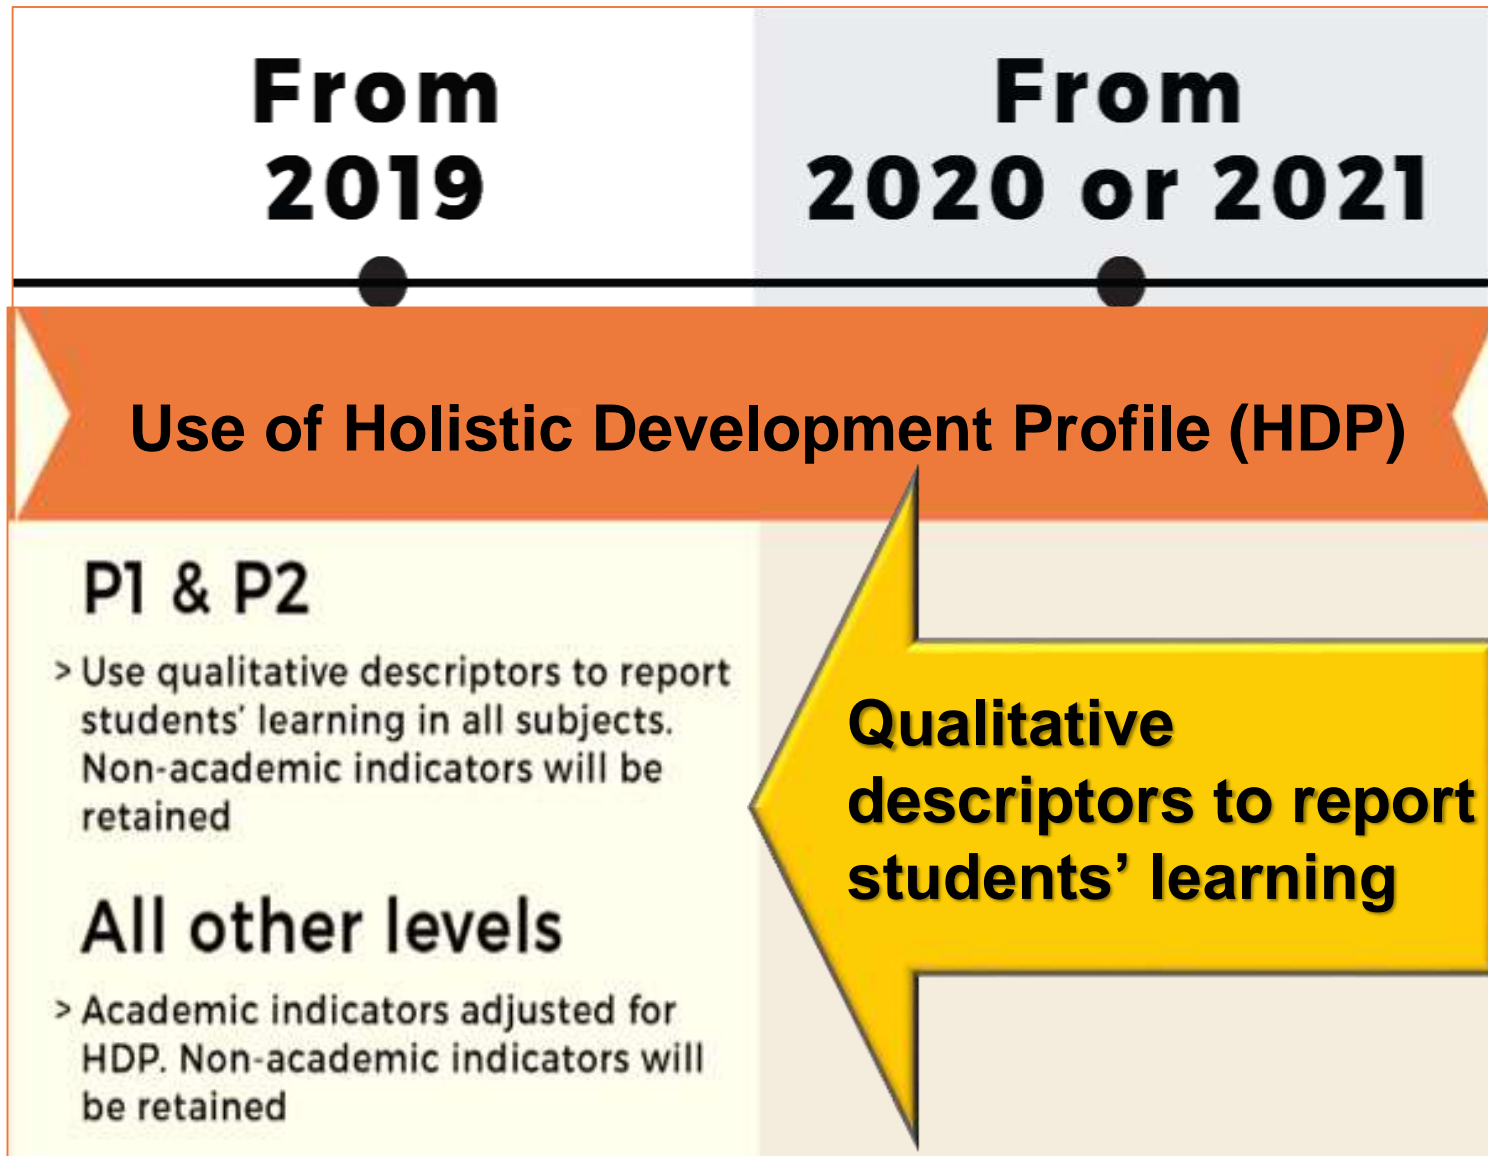 From
2019
From
2020 or 2021
Use of Holistic Development Profile (HDP)
P1 & P2
> Use qualitative descriptors to report
students’ learning in all subjects.
Non-academic indicators will be
retained
All other levels
> Academic indicators adjusted for
HDP. Non-academic indicators will
be retained
Qualitative
descriptors to report
students’ learning